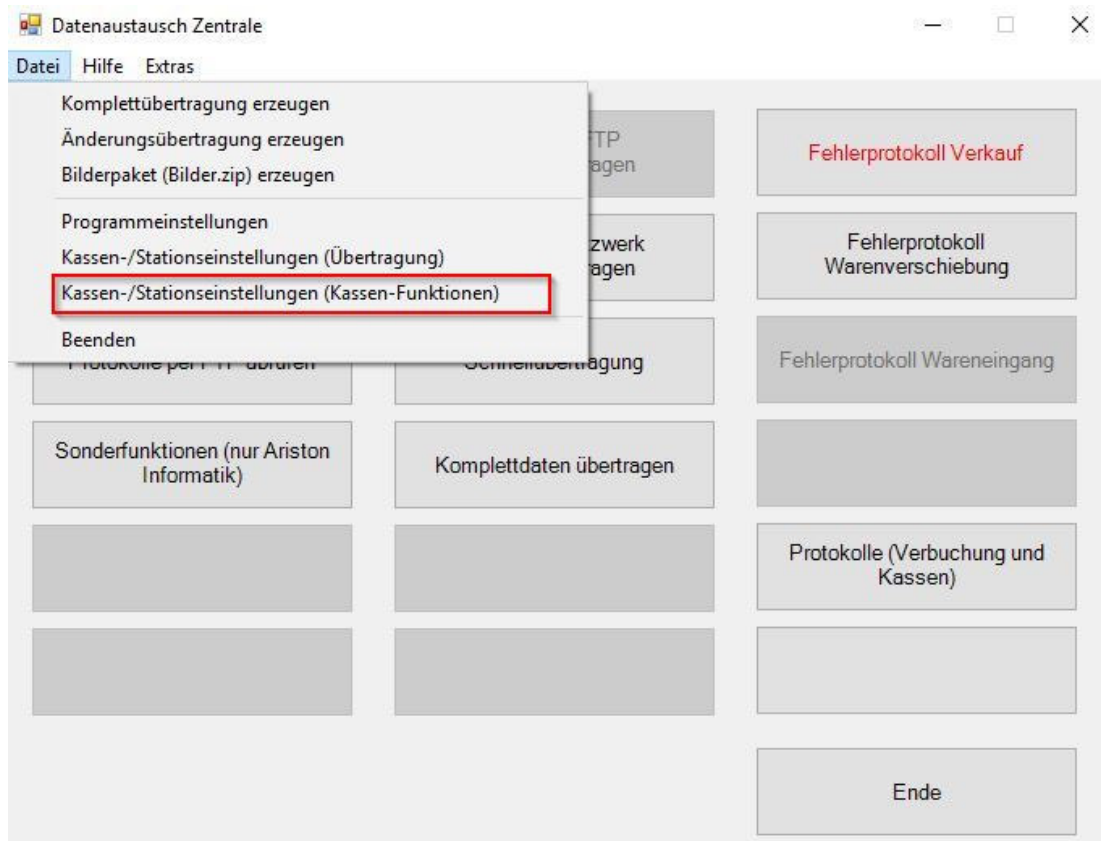 Datenaustausch Zentrale
Datei Hilfe Extras
Komplettübertragung erzeugen
Änderungsübertragung erzeugen
Bilderpaket (Bilder.zip) erzeugen
Programmeinstellungen
Kassen-/Stationseinstellungen (Übertragung)
Kassen-/Stationseinstellungen (Kassen-Funktionen)
Beenden
Fehlerprotokoll Verkauf
Fehlerprotokoll
Warenverschiebung
Schnellübertragung
Fehlerprotokoll Wareneingang
Sonderfunktionen (nur Ariston
Informatik)
Komplettdaten übertragen
Protokolle (Verbuchung und
Kassen)
Ende